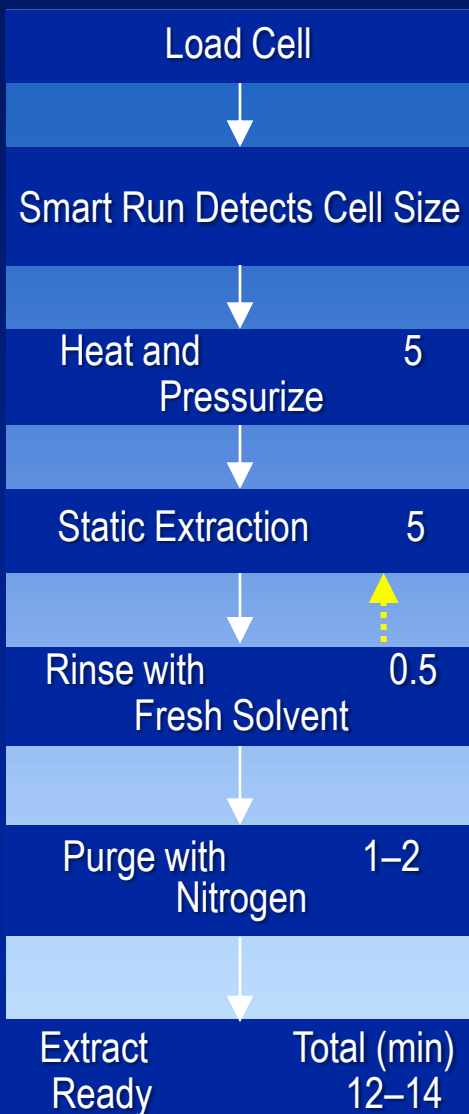 Load Cell
Smart Run Detects Cell Size
Heat and 5
Pressurize
Static Extraction 5
Rinse with 0.5
Fresh Solvent
Purge with 1–2
Nitrogen
Extract Total (min)
Ready 12–14